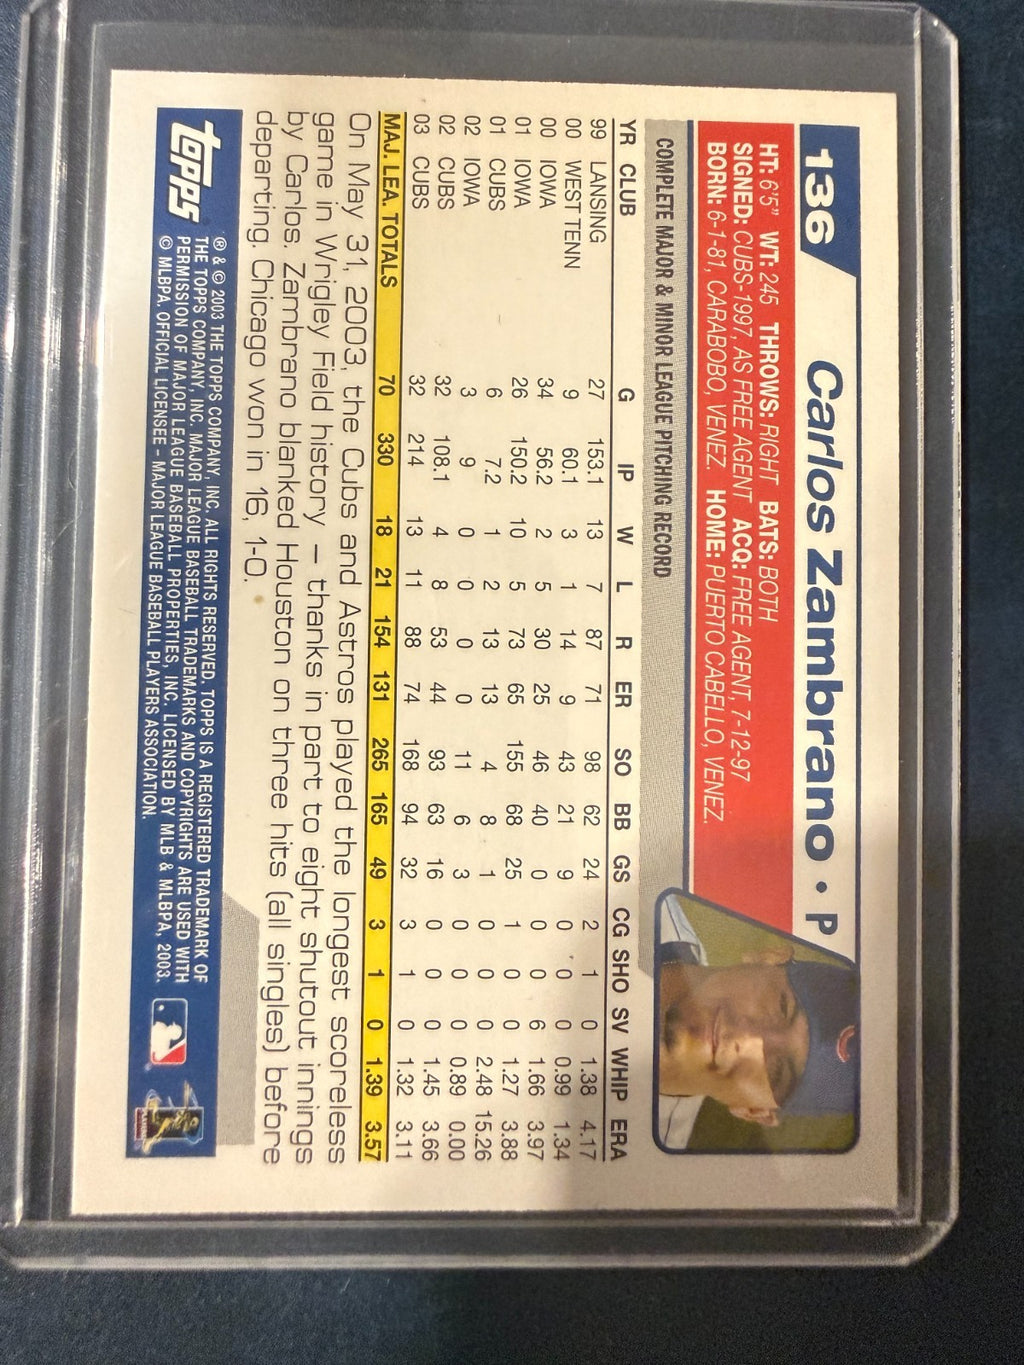 136
Carlos Zambrano • P
HT: 6'5" WT: 245 THROWS: RIGHT BATS: BOTH
SIGNED: CUBS-1997, AS FREE AGENT ACQ: FREE AGENT, 7-12-97
BORN: 6-1-81, CARABOBO, VENEZ. HOME: PUERTO CABELLO, VENEZ.
COMPLETE MAJOR & MINOR LEAGUE PITCHING RECORD
YR CLUB G IP W L R ER SO BB GS CG SHO SV WHIP ERA
99 LANSING 27 153.1 13 7 87 71 98 62 24 2 1 0 1.38 4.17
00 WEST TENN 9 60.1 3 1 14 9 43 21 9 0 0 0 0.99 1.34
00 IOWA 34 56.2 2 5 30 25 46 40 0 0 0 6 1.66 3.97
01 IOWA 26 150.2 10 5 73 65 155 68 25 1 0 0 1.27 3.88
01 CUBS 6 7.2 1 2 13 13 4 8 1 0 0 0 2.48 15.26
02 IOWA 3 9 0 0 0 0 11 6 3 0 0 0 0.89 0.00
02 CUBS 32 108.1 4 8 53 44 93 63 16 0 0 0 1.45 3.66
03 CUBS 32 214 13 11 88 74 168 94 32 3 1 0 1.32 3.11
MAJ. LEA. TOTALS 70 330 18 21 154 131 265 165 49 3 1 0 1.39 3.57
On May 31, 2003, the Cubs and Astros played the longest scoreless
game in Wrigley Field history – thanks in part to eight shutout innings
by Carlos. Zambrano blanked Houston on three hits (all singles) before
departing. Chicago won in 16, 1-0.
topps
® & © 2003 THE TOPPS COMPANY, INC. ALL RIGHTS RESERVED. TOPPS IS A REGISTERED TRADEMARK OF
THE TOPPS COMPANY, INC. MAJOR LEAGUE BASEBALL TRADEMARKS AND COPYRIGHTS ARE USED WITH
PERMISSION OF MAJOR LEAGUE BASEBALL PROPERTIES, INC. LICENSED BY MLB & MLBPA, 2003.
© MLBPA. OFFICIAL LICENSEE - MAJOR LEAGUE BASEBALL PLAYERS ASSOCIATION.